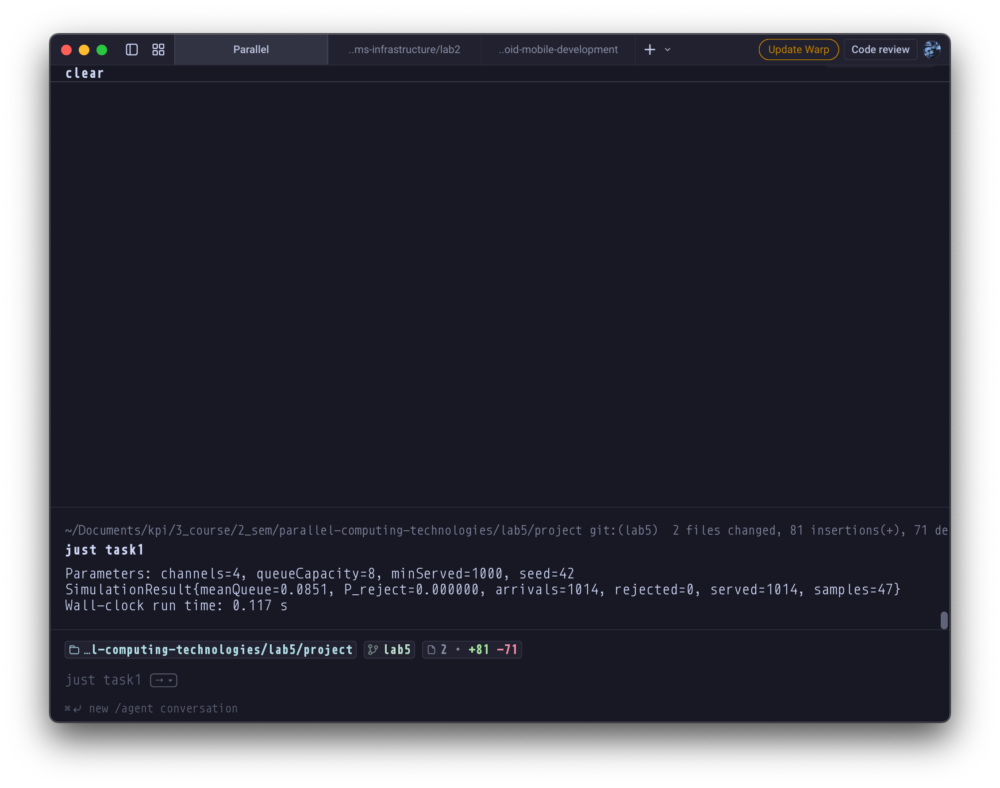 Parallel
..ms-infrastructure/lab2
..oid-mobile-development
Update Warp
Code review
clear
~/Documents/kpi/3_course/2_sem/parallel-computing-technologies/lab5/project git:(lab5)  2 files changed, 81 insertions(+), 71 de
just task1
Parameters: channels=4, queueCapacity=8, minServed=1000, seed=42
SimulationResult{meanQueue=0.0851, P_reject=0.000000, arrivals=1014, rejected=0, served=1014, samples=47}
Wall-clock run time: 0.117 s
…l-computing-technologies/lab5/project
lab5
2 • +81 -71
just task1 →
⌘⏎ new /agent conversation